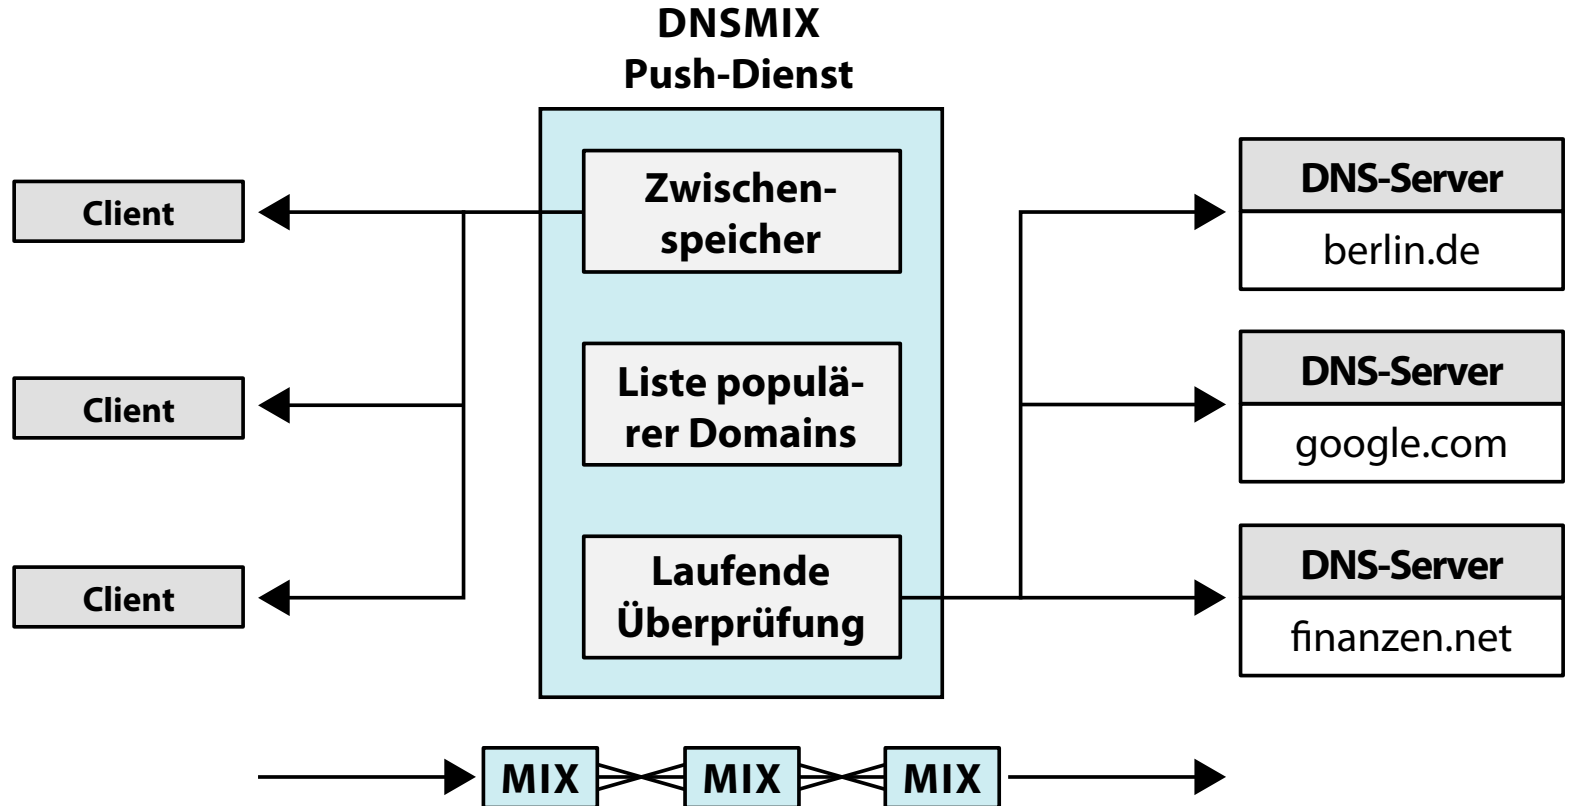 DNSMIX
Push-Dienst
Client
Client
Client
Zwischen-
speicher
Liste populä-
rer Domains
Laufende
Überprüfung
DNS-Server
berlin.de
DNS-Server
google.com
DNS-Server
finanzen.net
MIX
MIX
MIX